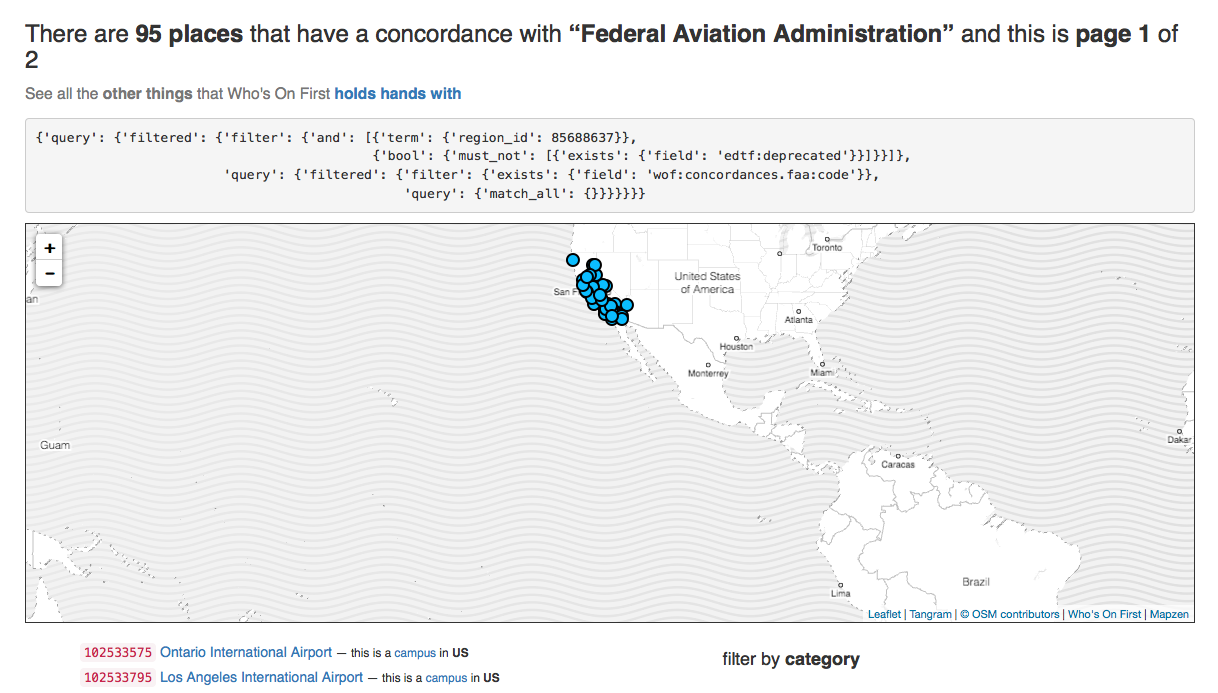 There are 95 places that have a concordance with “Federal Aviation Administration” and this is page 1 of
2
See all the other things that Who's On First holds hands with
{'query': {'filtered': {'filter': {'and': [{'term': {'region_id': 85688637}},
{'bool': {'must_not': [{'exists': {'field': 'edtf:deprecated'}}]}}]},
'query': {'filtered': {'filter': {'exists': {'field': 'wof:concordances.faa:code'}},
'query': {'match_all': {}}}}}}}
+
-
Toronto
United States
of America
San F
an
Atlanta
Houston
Monterrey
Miami
Guam
Dakar
Caracas
Brazil
Lima
Leaflet | Tangram | © OSM contributors | Who's On First | Mapzen
102533575 Ontario International Airport — this is a campus in US
filter by category
102533795 Los Angeles International Airport — this is a campus in US